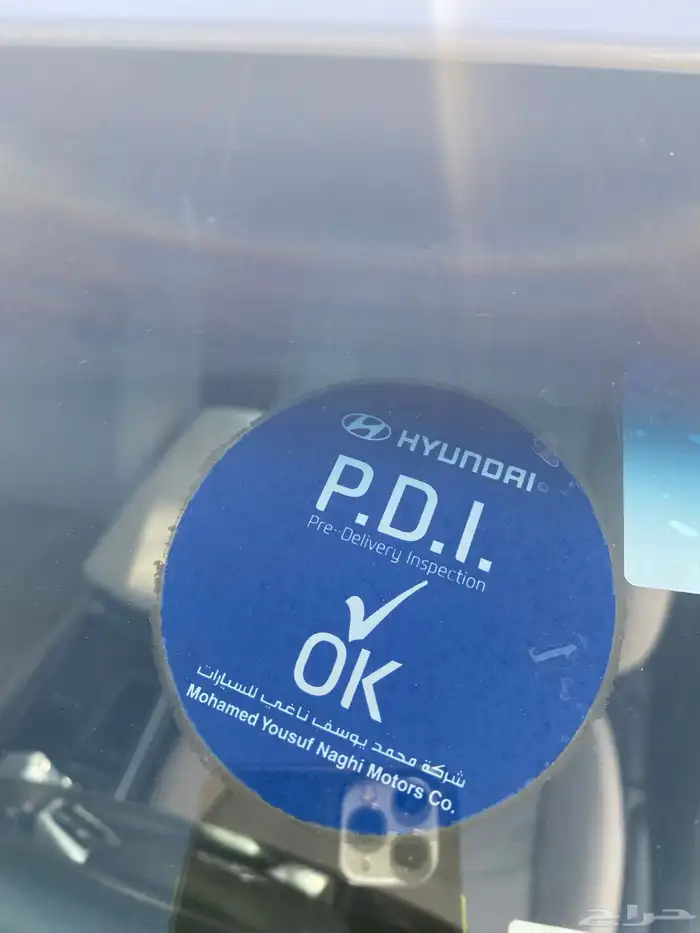 HYUNDAI
P.D.I.
Pre-Delivery Inspection
OK
شركة محمد يوسف ناغي للسيارات
Mohamed Yousuf Naghi Motors Co.
حراج